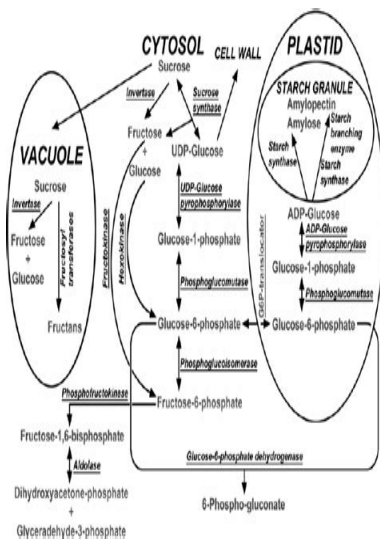 CYTOSOL
CELL WALL
PLASTID
Sucrose
STARCH GRANULE
Amylopectin
Amylose
Starch
branching
enzyme
Starch
synthase
Starch
synthase
Invertase
Sucrose
synthase
Fructose
+
Glucose
UDP-Glucose
VACUOLE
Sucrose
Invertase
Fructose
+
Glucose
Fructosyl
transferases
Fructans
Fructokinase
Hexokinase
UDP-Glucose
pyrophosphorylase
Glucose-1-phosphate
Phosphoglucomutase
Glucose-6-phosphate
G6P-translocator
ADP-Glucose
ADP-Glucose
pyrophosphorylase
Glucose-1-phosphate
Phosphoglucomutase
Glucose-6-phosphate
Phosphoglucoisomerase
Phosphofructokinase
Fructose-6-phosphate
Fructose-1,6-bisphosphate
Aldolase
Dihydroxyacetone-phosphate
+
Glyceradehyde-3-phosphate
Glucose-6-phosphate dehydrogenase
6-Phospho-gluconate